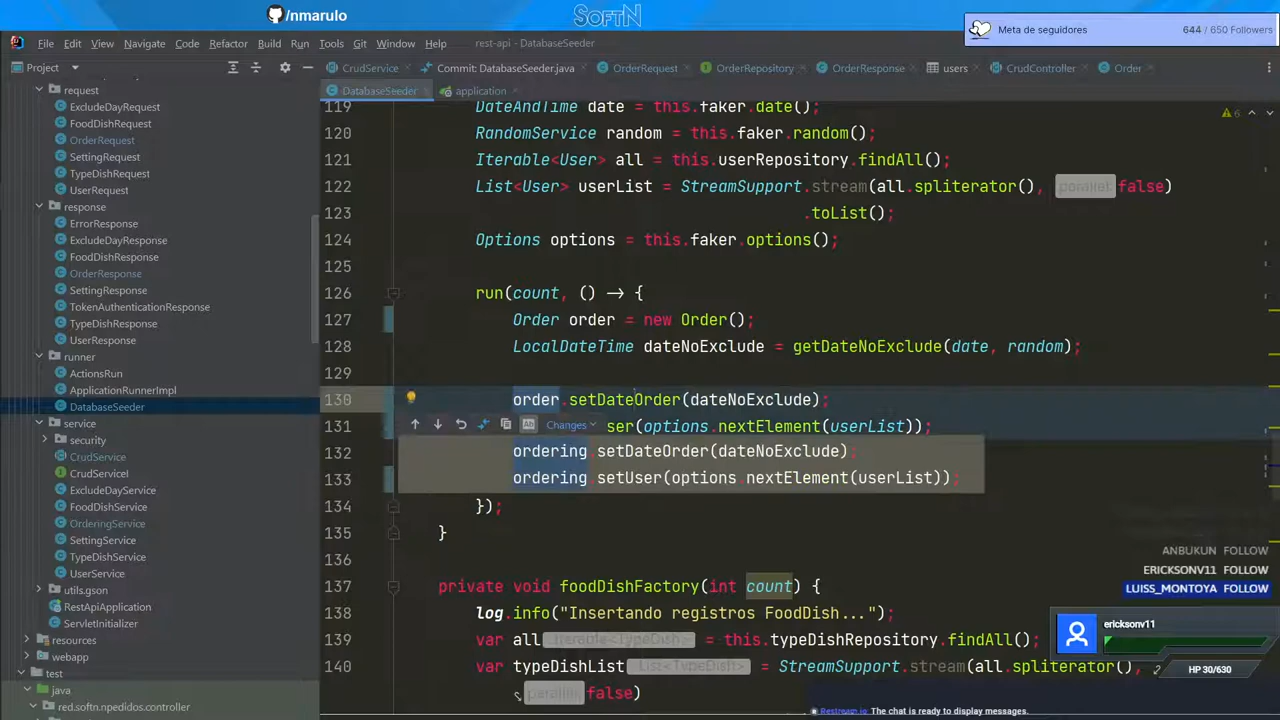 /nmarulo
SOFTN
Meta de seguidores 644 / 650 Followers
File Edit View Navigate Code Refactor Build Run Tools Git Window Help rest-api - DatabaseSeeder
Project
CrudService Commit: DatabaseSeeder.java OrderRequest OrderRepository OrderResponse users CrudController Order
DatabaseSeeder application
request
ExcludeDayRequest
FoodDishRequest
OrderRequest
SettingRequest
TypeDishRequest
UserRequest
response
ErrorResponse
ExcludeDayResponse
FoodDishResponse
OrderResponse
SettingResponse
TokenAuthenticationResponse
TypeDishResponse
UserResponse
runner
ActionsRun
ApplicationRunnerImpl
DatabaseSeeder
service
security
CrudService
CrudServiceI
ExcludeDayService
FoodDishService
OrderingService
SettingService
TypeDishService
UserService
utils.gson
RestApiApplication
ServletInitializer
resources
webapp
test
java
red.softn.npedidos.controller
6
119 DateAndTime date = this.faker.date();
120 RandomService random = this.faker.random();
121 Iterable<User> all = this.userRepository.findAll();
122 List<User> userList = StreamSupport.stream(all.spliterator(), parallel: false)
123 .toList();
124 Options options = this.faker.options();
125
126 run(count, () -> {
127 Order order = new Order();
128 LocalDateTime dateNoExclude = getDateNoExclude(date, random);
129
130 order.setDateOrder(dateNoExclude);
131 ser(options.nextElement(userList));
Changes
132 ordering.setDateOrder(dateNoExclude);
133 ordering.setUser(options.nextElement(userList));
134 });
135 }
136
137 private void foodDishFactory(int count) {
138 log.info("Insertando registros FoodDish...");
139 var all : Iterable<TypeDish> = this.typeDishRepository.findAll();
140 var typeDishList : List<TypeDish> = StreamSupport.stream(all.spliterator(),
parallel: false)
ANBUKUN FOLLOW
ERICKSONV11 FOLLOW
LUISS_MONTOYA FOLLOW
ericksonv11
HP 30/630
Restream.io The chat is ready to display messages.